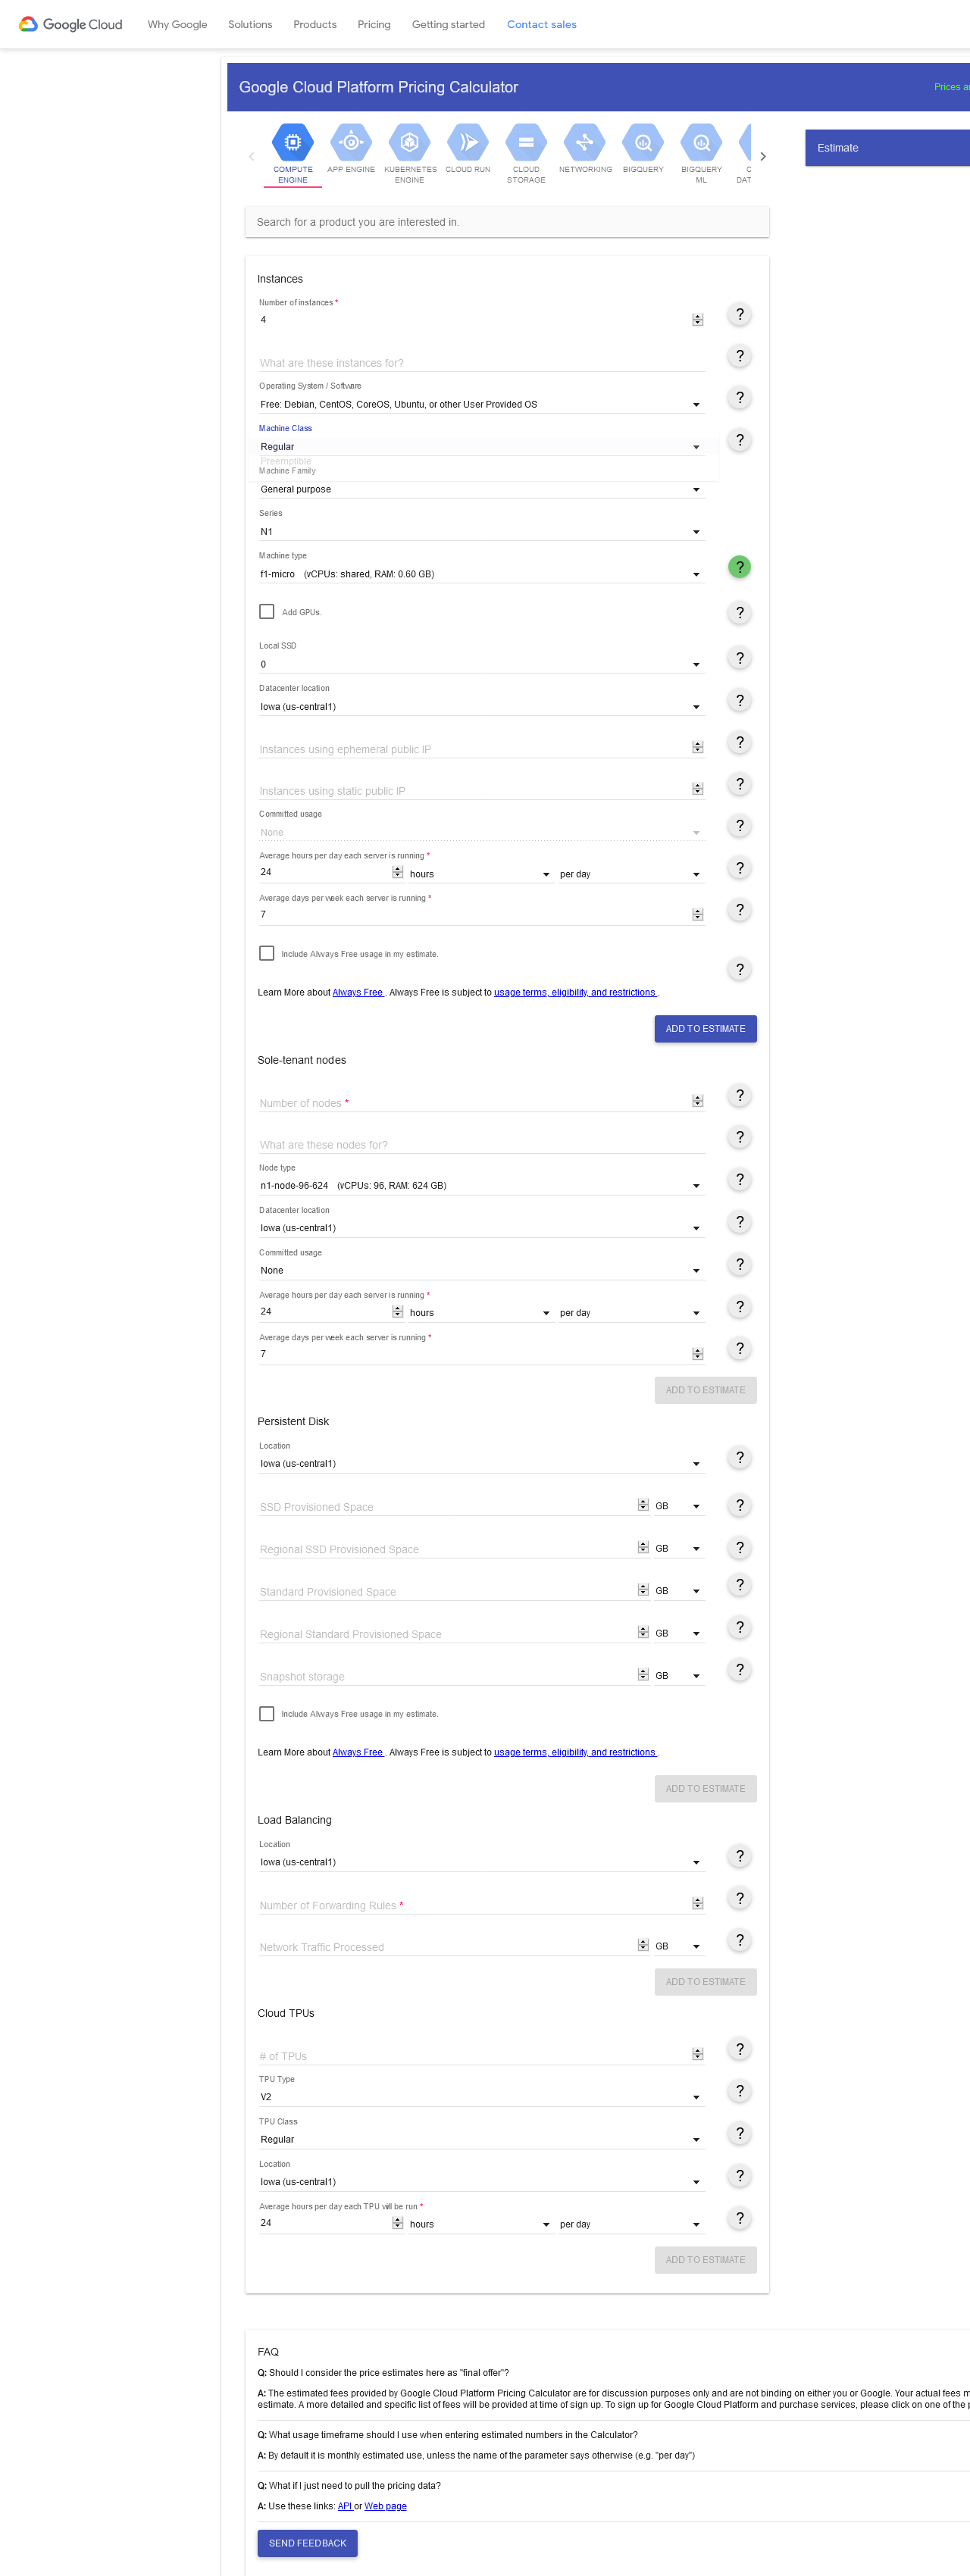 Google Cloud
Why Google
Solutions
Products
Pricing
Getting started
Contact sales
Google Cloud Platform Pricing Calculator
Prices
COMPUTE
ENGINE
APP ENGINE
KUBERNETES
ENGINE
CLOUD RUN
CLOUD
STORAGE
NETWORKING
BIGQUERY
BIGQUERY
ML
Estimate
Search for a product you are interested in.
Instances
Number of instances *
4
What are these instances for?
Operating System / Software
Free: Debian, CentOS, CoreOS, Ubuntu, or other User Provided OS
Machine Class
Regular
Preemptible
Machine Family
General purpose
Series
N1
Machine type
f1-micro (vCPUs: shared, RAM: 0.60 GB)
Add GPUs.
Local SSD
0
Datacenter location
Iowa (us-central1)
Instances using ephemeral public IP
Instances using static public IP
Committed usage
None
Average hours per day each server is running *
24 hours per day
Average days per week each server is running *
7
Include Always Free usage in my estimate.
Learn More about Always Free . Always Free is subject to usage terms, eligibility, and restrictions .
ADD TO ESTIMATE
Sole-tenant nodes
Number of nodes *
What are these nodes for?
Node type
n1-node-96-624 (vCPUs: 96, RAM: 624 GB)
Datacenter location
Iowa (us-central1)
Committed usage
None
Average hours per day each server is running *
24 hours per day
Average days per week each server is running *
7
ADD TO ESTIMATE
Persistent Disk
Location
Iowa (us-central1)
SSD Provisioned Space GB
Regional SSD Provisioned Space GB
Standard Provisioned Space GB
Regional Standard Provisioned Space GB
Snapshot storage GB
Include Always Free usage in my estimate.
Learn More about Always Free . Always Free is subject to usage terms, eligibility, and restrictions .
ADD TO ESTIMATE
Load Balancing
Location
Iowa (us-central1)
Number of Forwarding Rules *
Network Traffic Processed GB
ADD TO ESTIMATE
Cloud TPUs
# of TPUs
TPU Type
V2
TPU Class
Regular
Location
Iowa (us-central1)
Average hours per day each TPU will be run *
24 hours per day
ADD TO ESTIMATE
FAQ
Q: Should I consider the price estimates here as "final offer"?
A: The estimated fees provided by Google Cloud Platform Pricing Calculator are for discussion purposes only and are not binding on either you or Google. Your actual fees
estimate. A more detailed and specific list of fees will be provided at time of sign up. To sign up for Google Cloud Platform and purchase services, please click on one of the
Q: What usage timeframe should I use when entering estimated numbers in the Calculator?
A: By default it is monthly estimated use, unless the name of the parameter says otherwise (e.g. "per day")
Q: What if I just need to pull the pricing data?
A: Use these links: API or Web page
SEND FEEDBACK